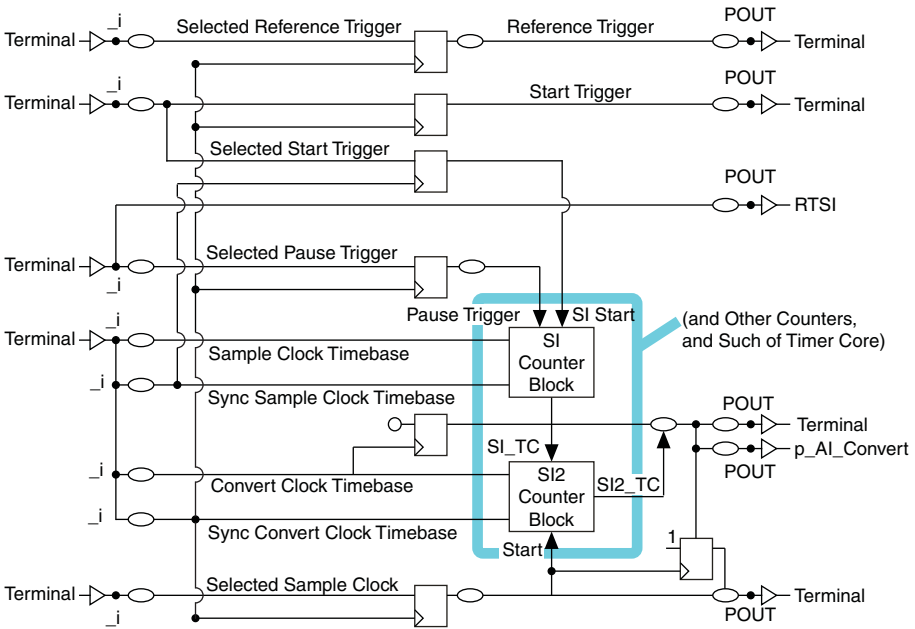 _i Selected Reference Trigger Reference Trigger POUT
Terminal Terminal
_i POUT
Terminal Start Trigger Terminal
Selected Start Trigger
POUT
RTSI
Selected Pause Trigger
Terminal
_i
Pause Trigger SI Start
(and Other Counters,
and Such of Timer Core)
_i
Terminal
Sample Clock Timebase
SI
Counter
Block
_i
Sync Sample Clock Timebase
POUT
Terminal
SI_TC
p_AI_Convert
_i
Convert Clock Timebase
SI2
Counter
Block
SI2_TC
POUT
_i
Sync Convert Clock Timebase
Start
1
Selected Sample Clock
Terminal
_i
Terminal
POUT